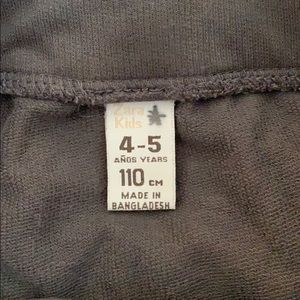 Zara
Kids
4-5
AÑOS YEARS
110 CM
MADE IN
BANGLADESH